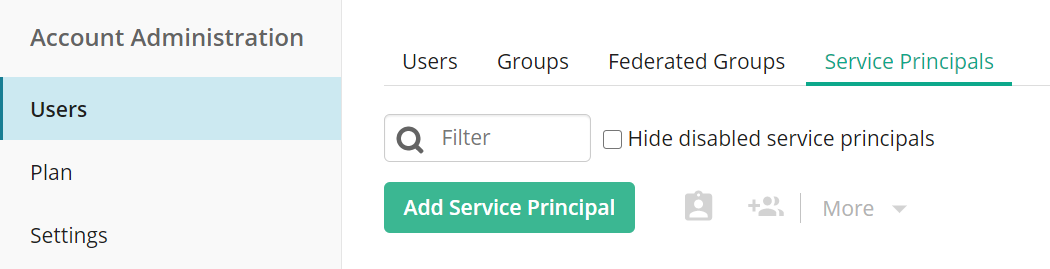 Account Administration
Users
Plan
Settings
Users Groups Federated Groups Service Principals
Filter Hide disabled service principals
Add Service Principal More